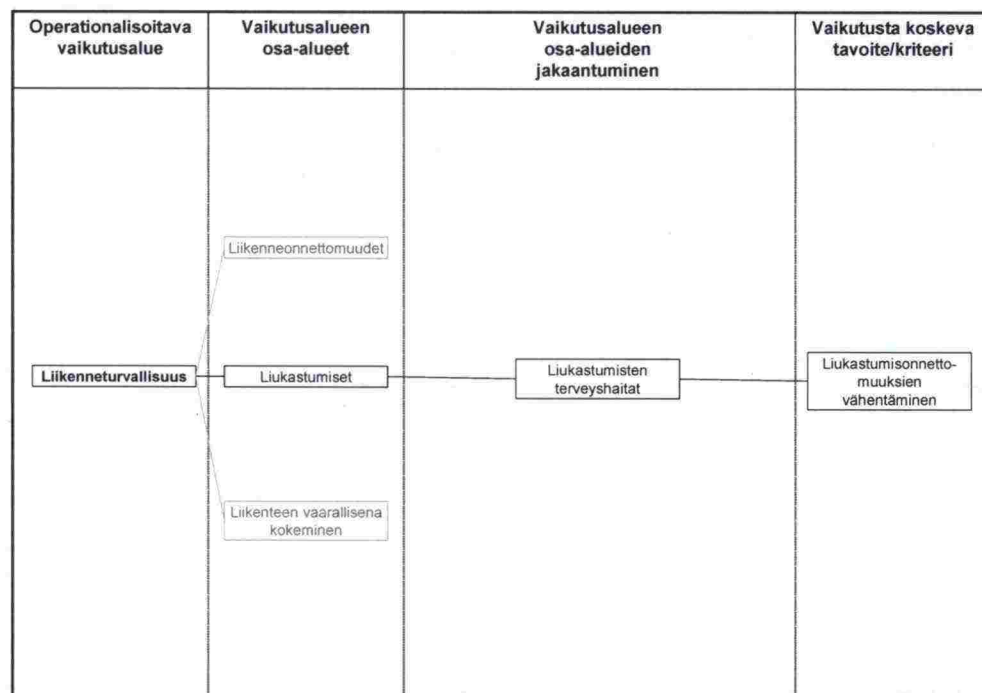 Operationalisoitava
vaikutusalue
Vaikutusalueen
osa-alueet
Vaikutusalueen
osa-alueiden
jakaantuminen
Vaikutusta koskeva
tavoite/kriteeri
Liikenneonnettomuudet
Liikenneturvallisuus
Liukastumiset
Liukastumisten
terveyshaitat
Liukastumisonnetto-
muuksien
vähentäminen
Liikenteen vaarallisena
kokeminen